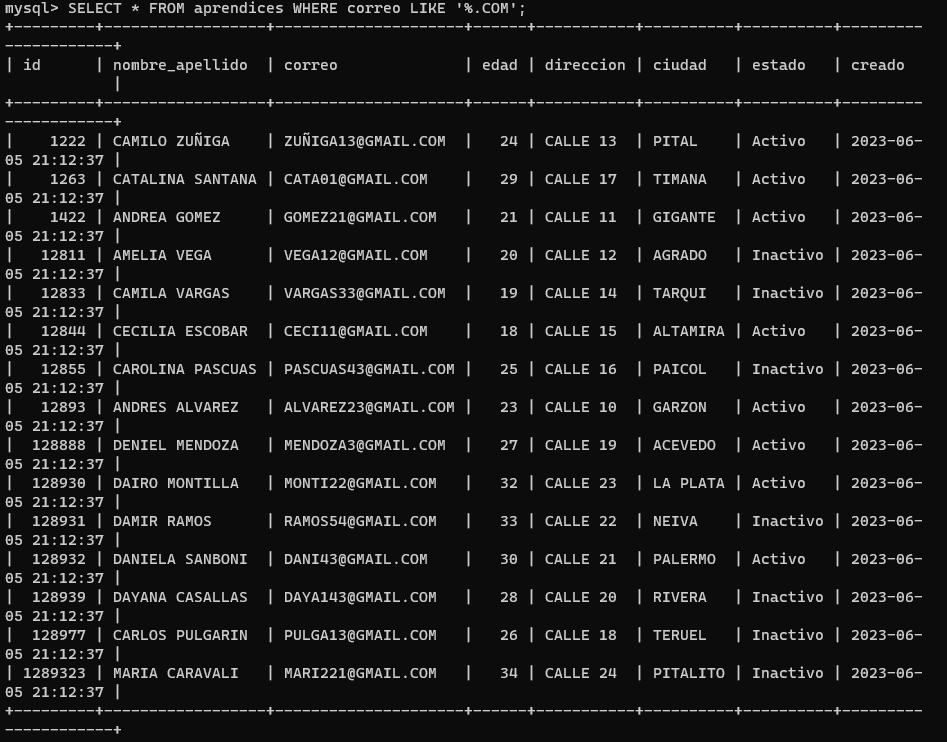 mysql> SELECT * FROM aprendices WHERE correo LIKE '%.COM';
+---------+------------------+---------------------+------+-----------+----------+----------+---------
------------+
| id      | nombre_apellido  | correo              | edad | direccion | ciudad   | estado   | creado
            |
+---------+------------------+---------------------+------+-----------+----------+----------+---------
------------+
|    1222 | CAMILO ZUÑIGA    | ZUÑIGA13@GMAIL.COM  |   24 | CALLE 13  | PITAL    | Activo   | 2023-06-
05 21:12:37 |
|    1263 | CATALINA SANTANA | CATA01@GMAIL.COM    |   29 | CALLE 17  | TIMANA   | Activo   | 2023-06-
05 21:12:37 |
|    1422 | ANDREA GOMEZ     | GOMEZ21@GMAIL.COM   |   21 | CALLE 11  | GIGANTE  | Activo   | 2023-06-
05 21:12:37 |
|   12811 | AMELIA VEGA      | VEGA12@GMAIL.COM    |   20 | CALLE 12  | AGRADO   | Inactivo | 2023-06-
05 21:12:37 |
|   12833 | CAMILA VARGAS    | VARGAS33@GMAIL.COM  |   19 | CALLE 14  | TARQUI   | Inactivo | 2023-06-
05 21:12:37 |
|   12844 | CECILIA ESCOBAR  | CECI11@GMAIL.COM    |   18 | CALLE 15  | ALTAMIRA | Activo   | 2023-06-
05 21:12:37 |
|   12855 | CAROLINA PASCUAS | PASCUAS43@GMAIL.COM |   25 | CALLE 16  | PAICOL   | Inactivo | 2023-06-
05 21:12:37 |
|   12893 | ANDRES ALVAREZ   | ALVAREZ23@GMAIL.COM |   23 | CALLE 10  | GARZON   | Activo   | 2023-06-
05 21:12:37 |
|  128888 | DENIEL MENDOZA   | MENDOZA3@GMAIL.COM  |   27 | CALLE 19  | ACEVEDO  | Activo   | 2023-06-
05 21:12:37 |
|  128930 | DAIRO MONTILLA   | MONTI22@GMAIL.COM   |   32 | CALLE 23  | LA PLATA | Activo   | 2023-06-
05 21:12:37 |
|  128931 | DAMIR RAMOS      | RAMOS54@GMAIL.COM   |   33 | CALLE 22  | NEIVA    | Inactivo | 2023-06-
05 21:12:37 |
|  128932 | DANIELA SANBONI  | DANI43@GMAIL.COM    |   30 | CALLE 21  | PALERMO  | Activo   | 2023-06-
05 21:12:37 |
|  128939 | DAYANA CASALLAS  | DAYA143@GMAIL.COM   |   28 | CALLE 20  | RIVERA   | Inactivo | 2023-06-
05 21:12:37 |
|  128977 | CARLOS PULGARIN  | PULGA13@GMAIL.COM   |   26 | CALLE 18  | TERUEL   | Inactivo | 2023-06-
05 21:12:37 |
| 1289323 | MARIA CARAVALI   | MARI221@GMAIL.COM   |   34 | CALLE 24  | PITALITO | Inactivo | 2023-06-
05 21:12:37 |
+---------+------------------+---------------------+------+-----------+----------+----------+---------
------------+